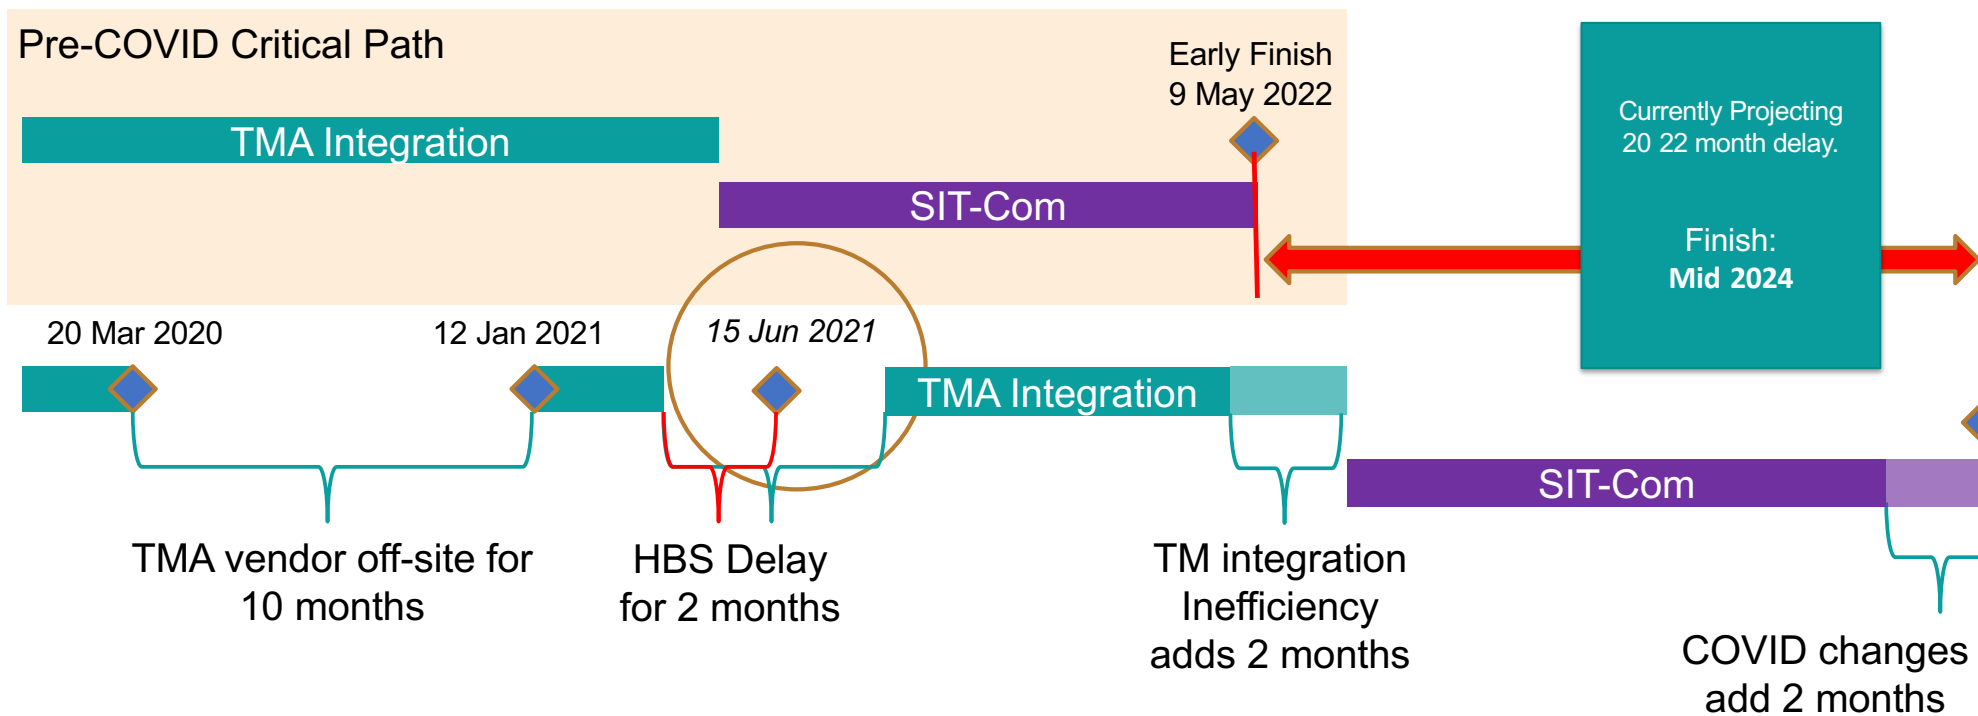 Pre-COVID Critical Path
Early Finish
9 May 2022
TMA Integration
SIT-Com
Currently Projecting
20 22 month delay.
Finish:
Mid 2024
20 Mar 2020
12 Jan 2021
15 Jun 2021
TMA Integration
SIT-Com
TMA vendor off-site for
10 months
HBS Delay
for 2 months
TM integration
Inefficiency
adds 2 months
COVID changes
add 2 months